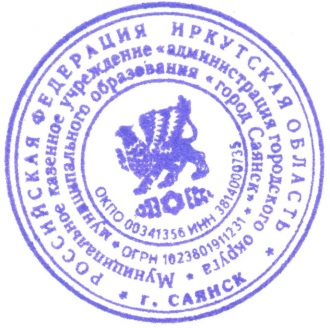 РОССИЙСКАЯ ФЕДЕРАЦИЯ ИРКУТСКАЯ ОБЛАСТЬ
г. САЯНСК
Муниципальное казенное учреждение «администрация городского округа
муниципального образования «город Саянск»
ОКПО 00341356 ИНН 3814000735
ОГРН 1023801911231